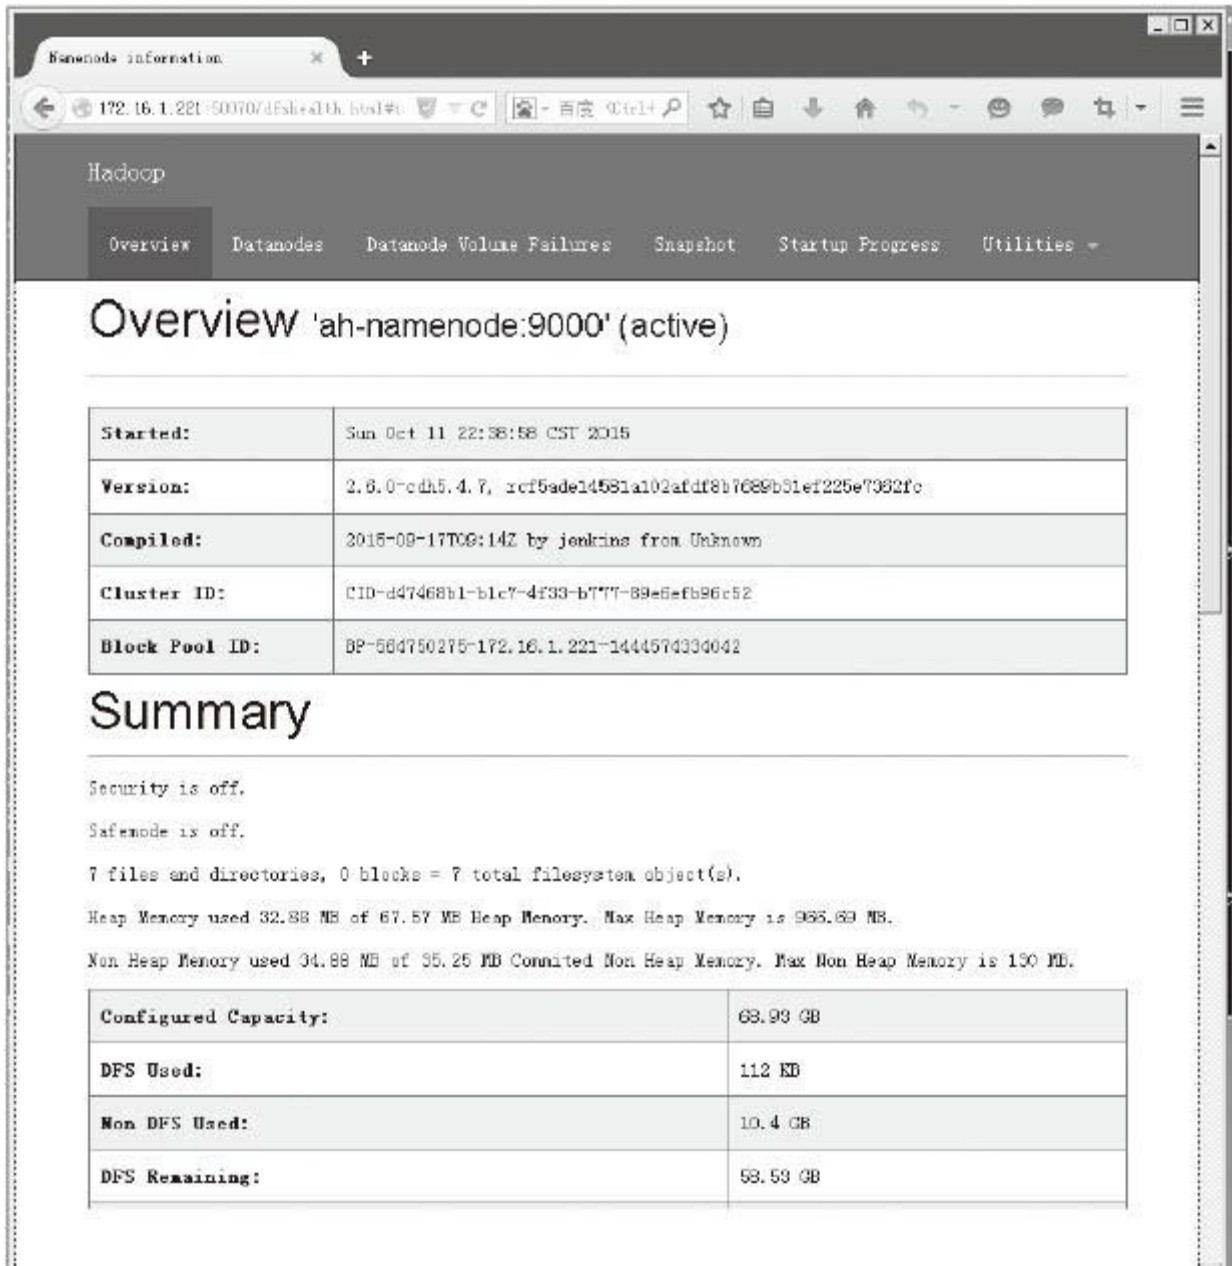 Namenode information
172.16.1.221:50070/dfshealth.html#t 百度 <Ctrl+
Hadoop
Overview Datanodes Datanode Volume Failures Snapshot Startup Progress Utilities
Overview 'ah-namenode:9000' (active)
Started: Sun Oct 11 22:38:58 CST 2015
Version: 2.6.0-cdh5.4.7,
Compiled: 2015-09-17T09:14Z by jenkins from Unknown
Cluster ID: CID-d47468b1-b1c7-4f33-b777-89e6efb96c52
Block Pool ID: BP-564750275-172.16.1.221-1444574334042
Summary
Security is off.
Safemode is off.
7 files and directories, 0 blocks = 7 total filesystem object(s).
Heap Memory used 32.88 MB of 67.57 MB Heap Memory. Max Heap Memory is 966.69 MB.
Non Heap Memory used 34.88 MB of 35.25 MB Commited Non Heap Memory. Max Non Heap Memory is 130 MB.
Configured Capacity: 68.93 GB
DFS Used: 112 KB
Non DFS Used: 10.4 GB
DFS Remaining: 58.53 GB